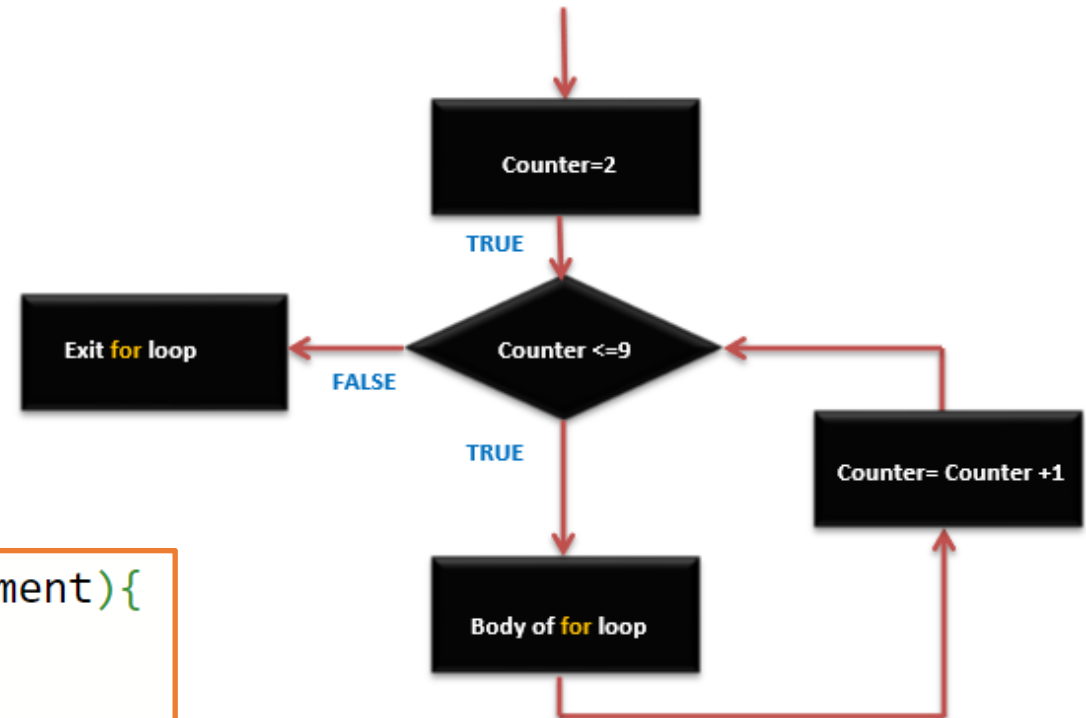 Counter=2
TRUE
Counter <=9
Exit for loop
FALSE
TRUE
Counter= Counter +1
ment){
Body of for loop